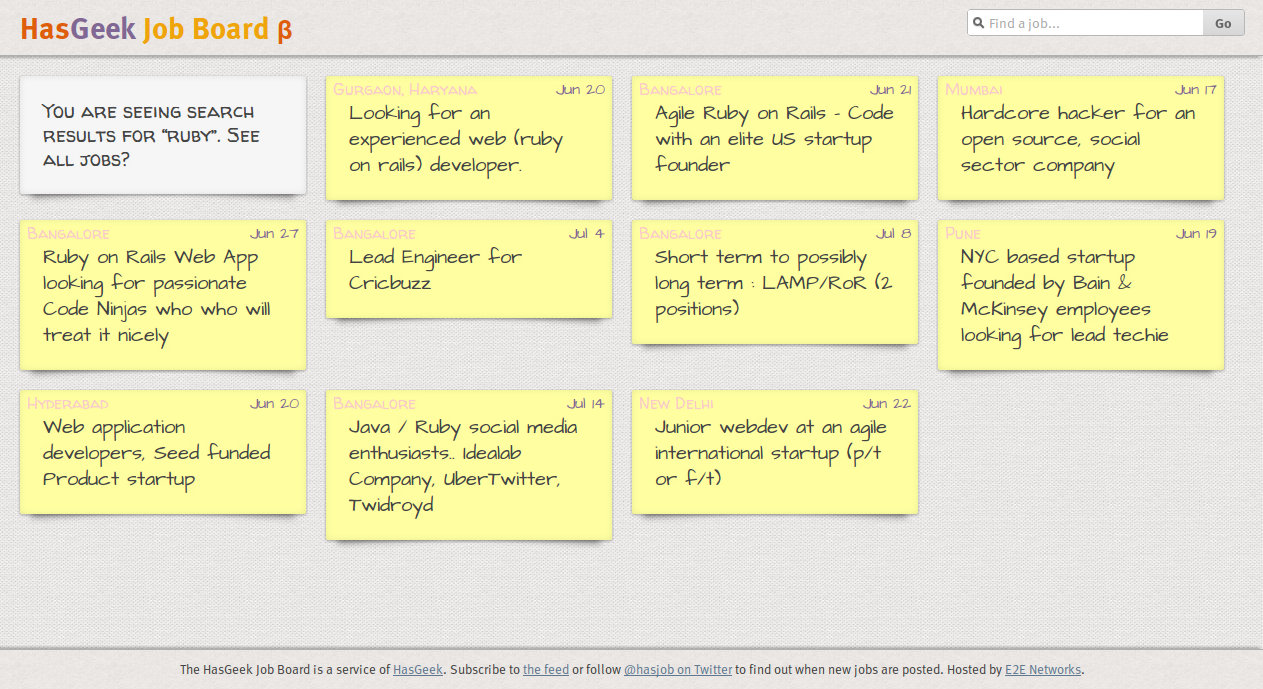 HasGeek Job Board β
Find a job...
Go
You are seeing search
results for “ruby”. See
all jobs?
Gurgaon, Haryana
Jun 20
Looking for an
experienced web (ruby
on rails) developer.
Bangalore
Jun 21
Agile Ruby on Rails - Code
with an elite US startup
founder
Mumbai
Jun 17
Hardcore hacker for an
open source, social
sector company
Bangalore
Jun 27
Ruby on Rails Web App
looking for passionate
Code Ninjas who who will
treat it nicely
Bangalore
Jul 4
Lead Engineer for
Cricbuzz
Bangalore
Jul 8
Short term to possibly
long term : LAMP/RoR (2
positions)
Pune
Jun 19
NYC based startup
founded by Bain &
McKinsey employees
looking for lead techie
Hyderabad
Jun 20
Web application
developers, Seed funded
Product startup
Bangalore
Jul 14
Java / Ruby social media
enthusiasts.. Idealab
Company, UberTwitter,
Twidroyd
New Delhi
Jun 22
Junior webdev at an agile
international startup (p/t
or f/t)
The HasGeek Job Board is a service of HasGeek. Subscribe to the feed or follow @hasjob on Twitter to find out when new jobs are posted. Hosted by E2E Networks.